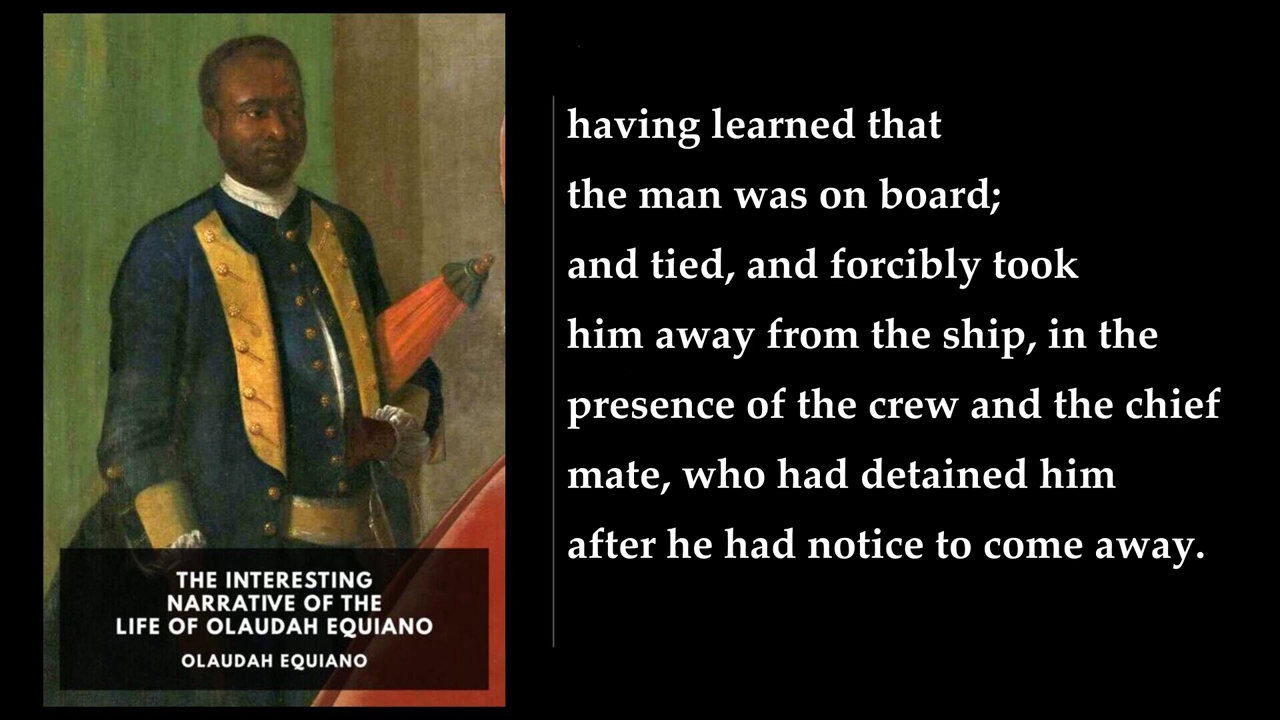 THE INTERESTING
NARRATIVE OF THE
LIFE OF OLAUDAH EQUIANO
OLAUDAH EQUIANO
having learned that
the man was on board;
and tied, and forcibly took
him away from the ship, in the
presence of the crew and the chief
mate, who had detained him
after he had notice to come away.